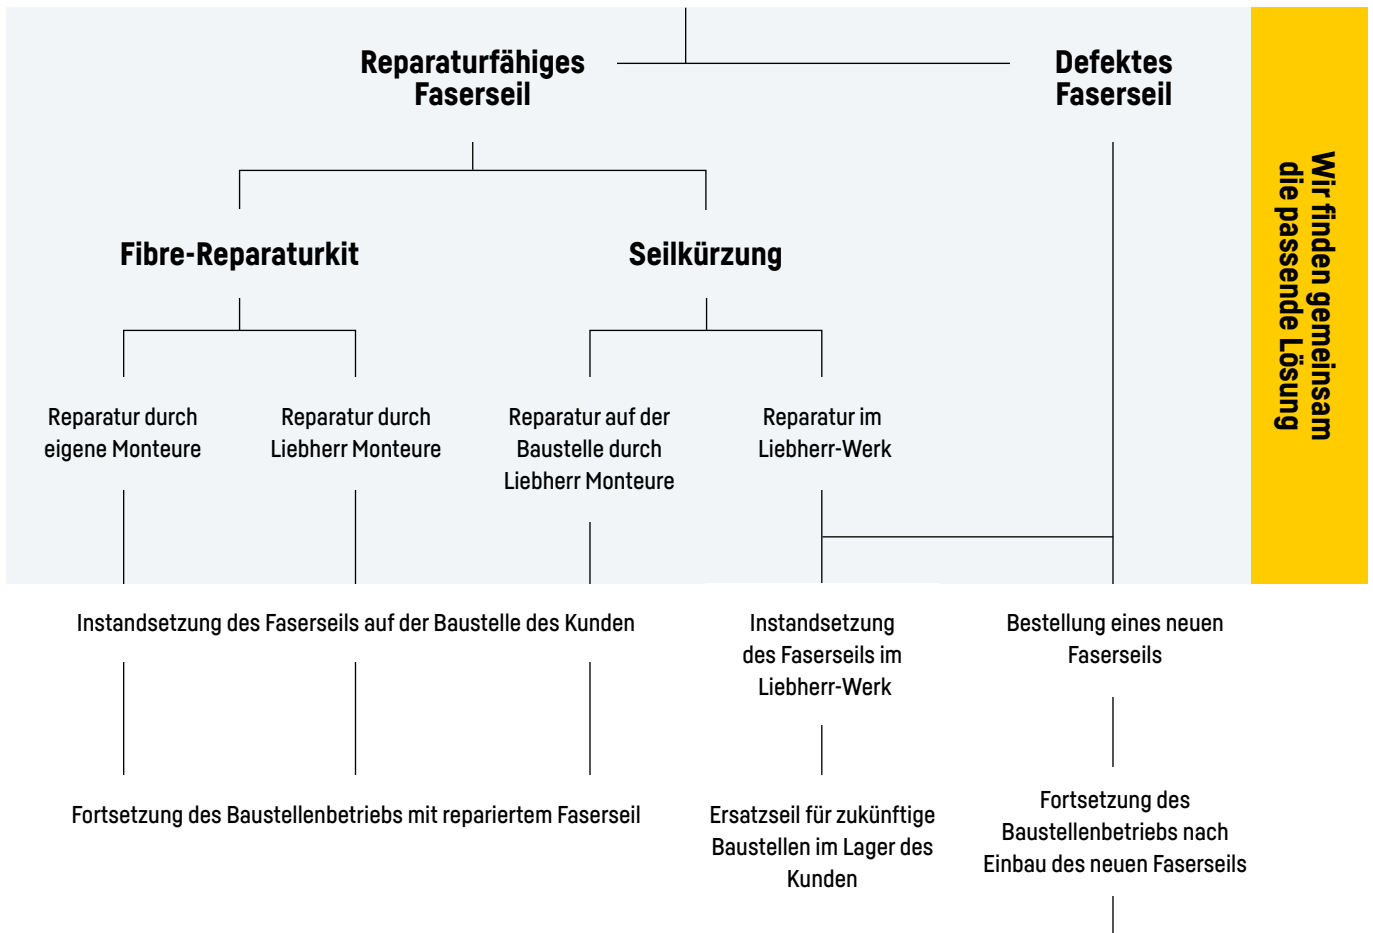 Reparaturfähiges
Faserseil
Defektes
Faserseil
Wir finden gemeinsam
die passende Lösung
Fibre-Reparaturkit
Seilkürzung
Reparatur durch
eigene Monteure
Reparatur durch
Liebherr Monteure
Reparatur auf der
Baustelle durch
Liebherr Monteure
Reparatur im
Liebherr-Werk
Instandsetzung des Faserseils auf der Baustelle des Kunden
Instandsetzung
des Faserseils im
Liebherr-Werk
Bestellung eines neuen
Faserseils
Fortsetzung des Baustellenbetriebs mit repariertem Faserseil
Ersatzseil für zukünftige
Baustellen im Lager des
Kunden
Fortsetzung des
Baustellenbetriebs nach
Einbau des neuen Faserseils